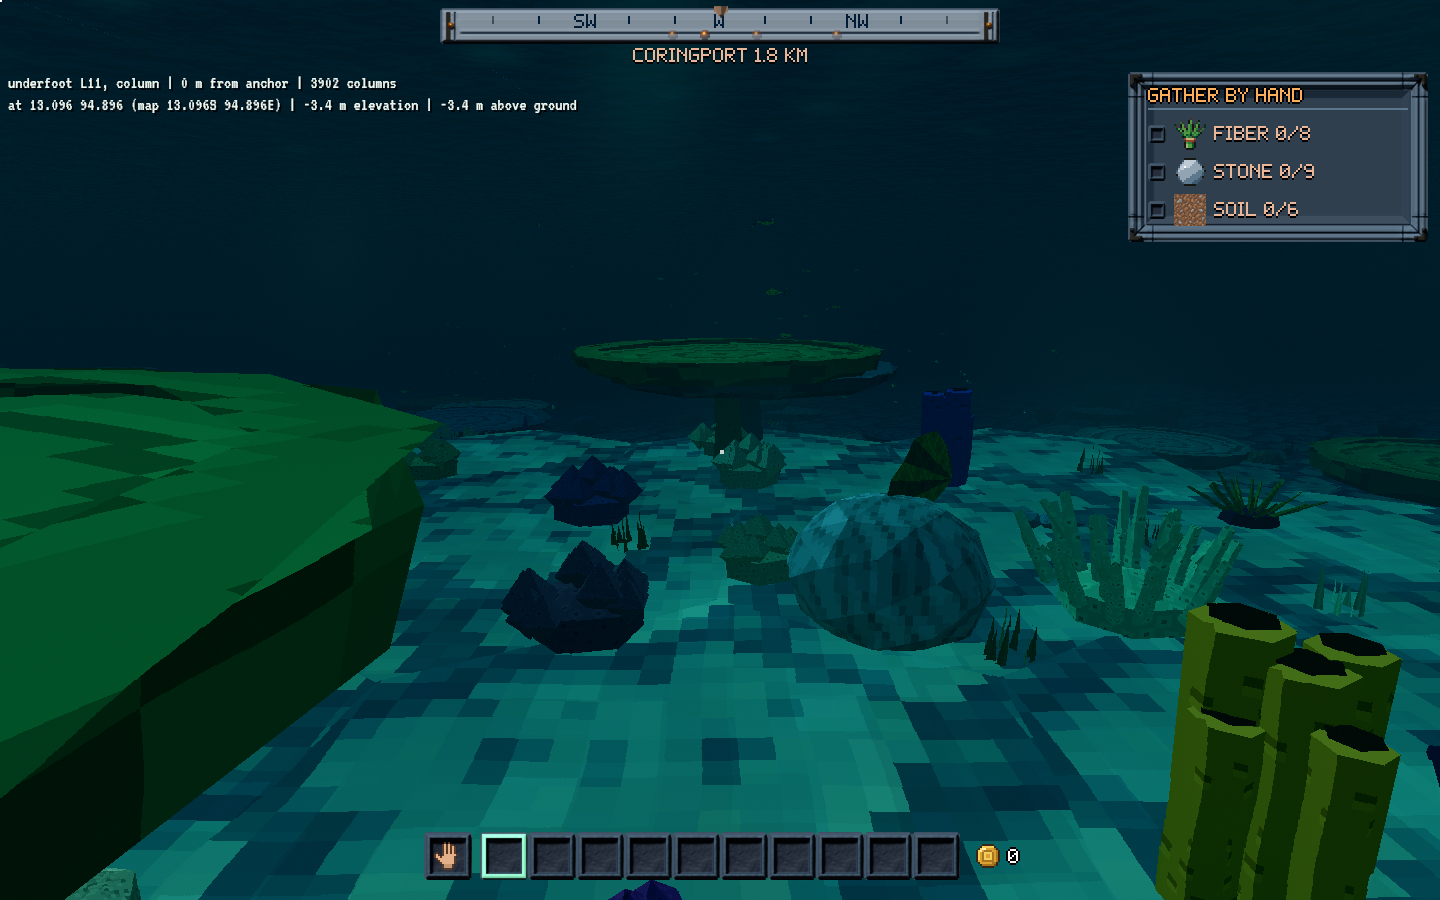 SW W NW
CORINGPORT 1.8 KM
underfoot L11, column | 0 m from anchor | 3902 columns
at 13.096 94.896 (map 13.096S 94.896E) | -3.4 m elevation | -3.4 m above ground
GATHER BY HAND
FIBER 0/8
STONE 0/9
SOIL 0/6
0